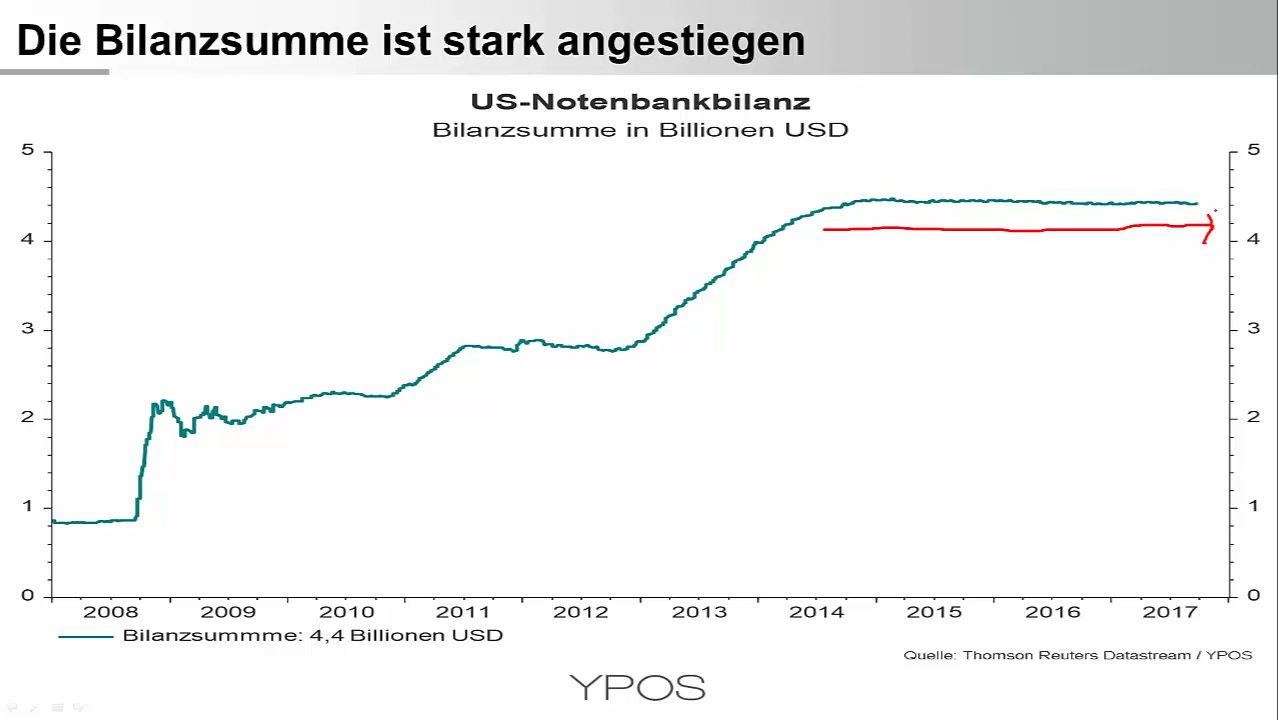 Die Bilanzsumme ist stark angestiegen
US-Notenbankbilanz
Bilanzsumme in Billionen USD
5 5
4 4
3 3
2 2
1 1
0 0
2008 2009 2010 2011 2012 2013 2014 2015 2016 2017
Bilanzsummme: 4,4 Billionen USD
Quelle: Thomson Reuters Datastream / YPOS
YPOS